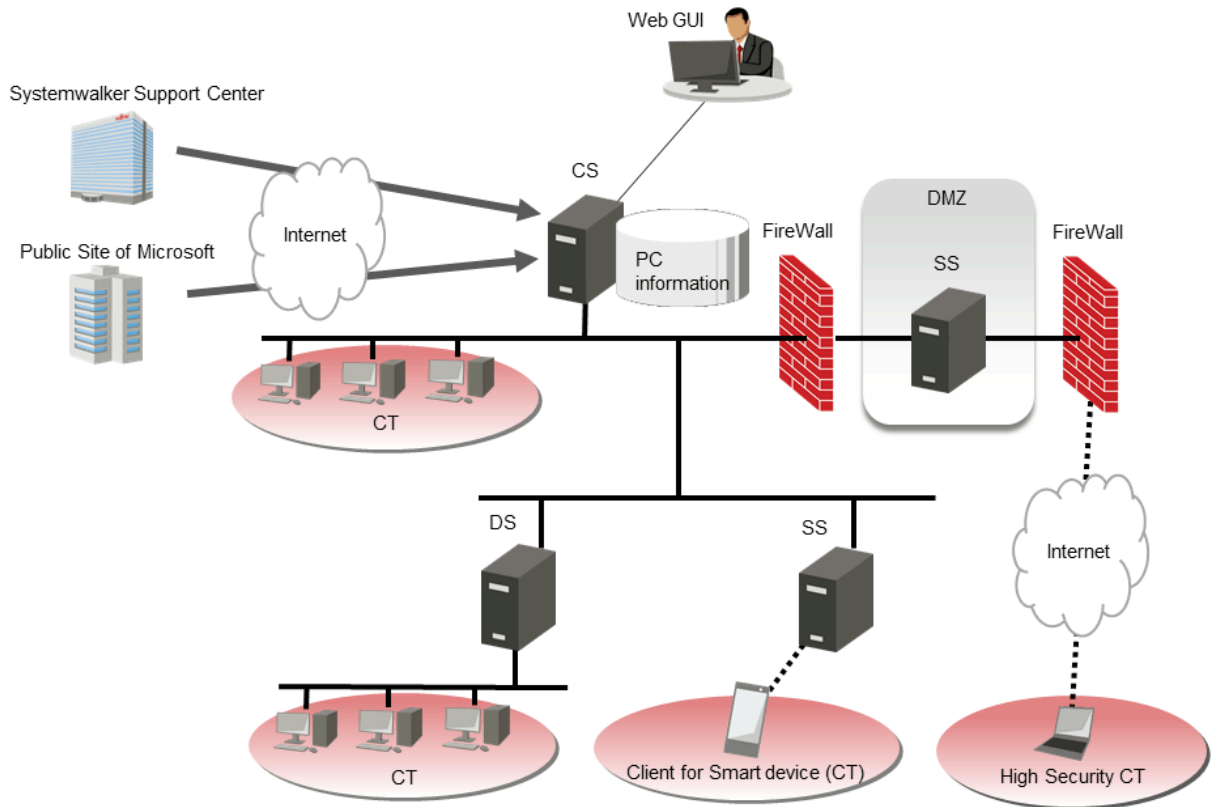 Web GUI
Systemwalker Support Center
CS
DMZ
Internet
FireWall
FireWall
Public Site of Microsoft
PC
information
SS
CT
DS
SS
Internet
CT
Client for Smart device (CT)
High Security CT